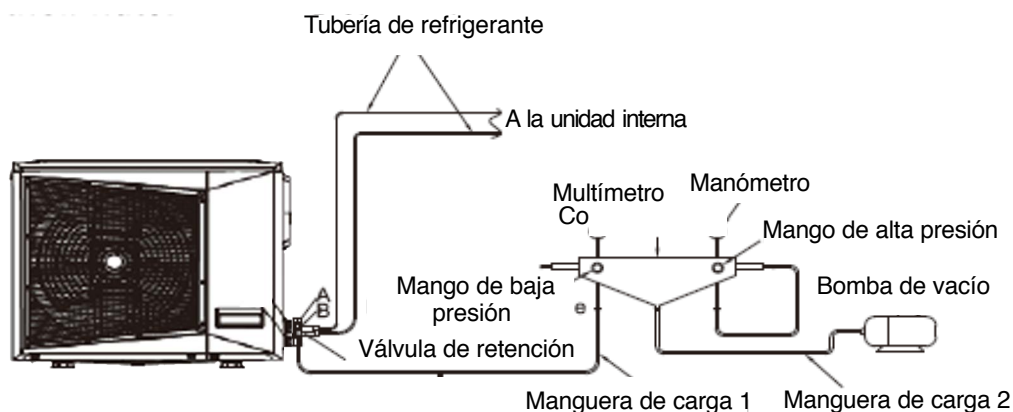 Tubería de refrigerante
A la unidad interna
Multímetro
Co
Manómetro
Mango de alta presión
Mango de baja
presión
Bomba de vacío
A
B
Válvula de retención
Manguera de carga 1
Manguera de carga 2